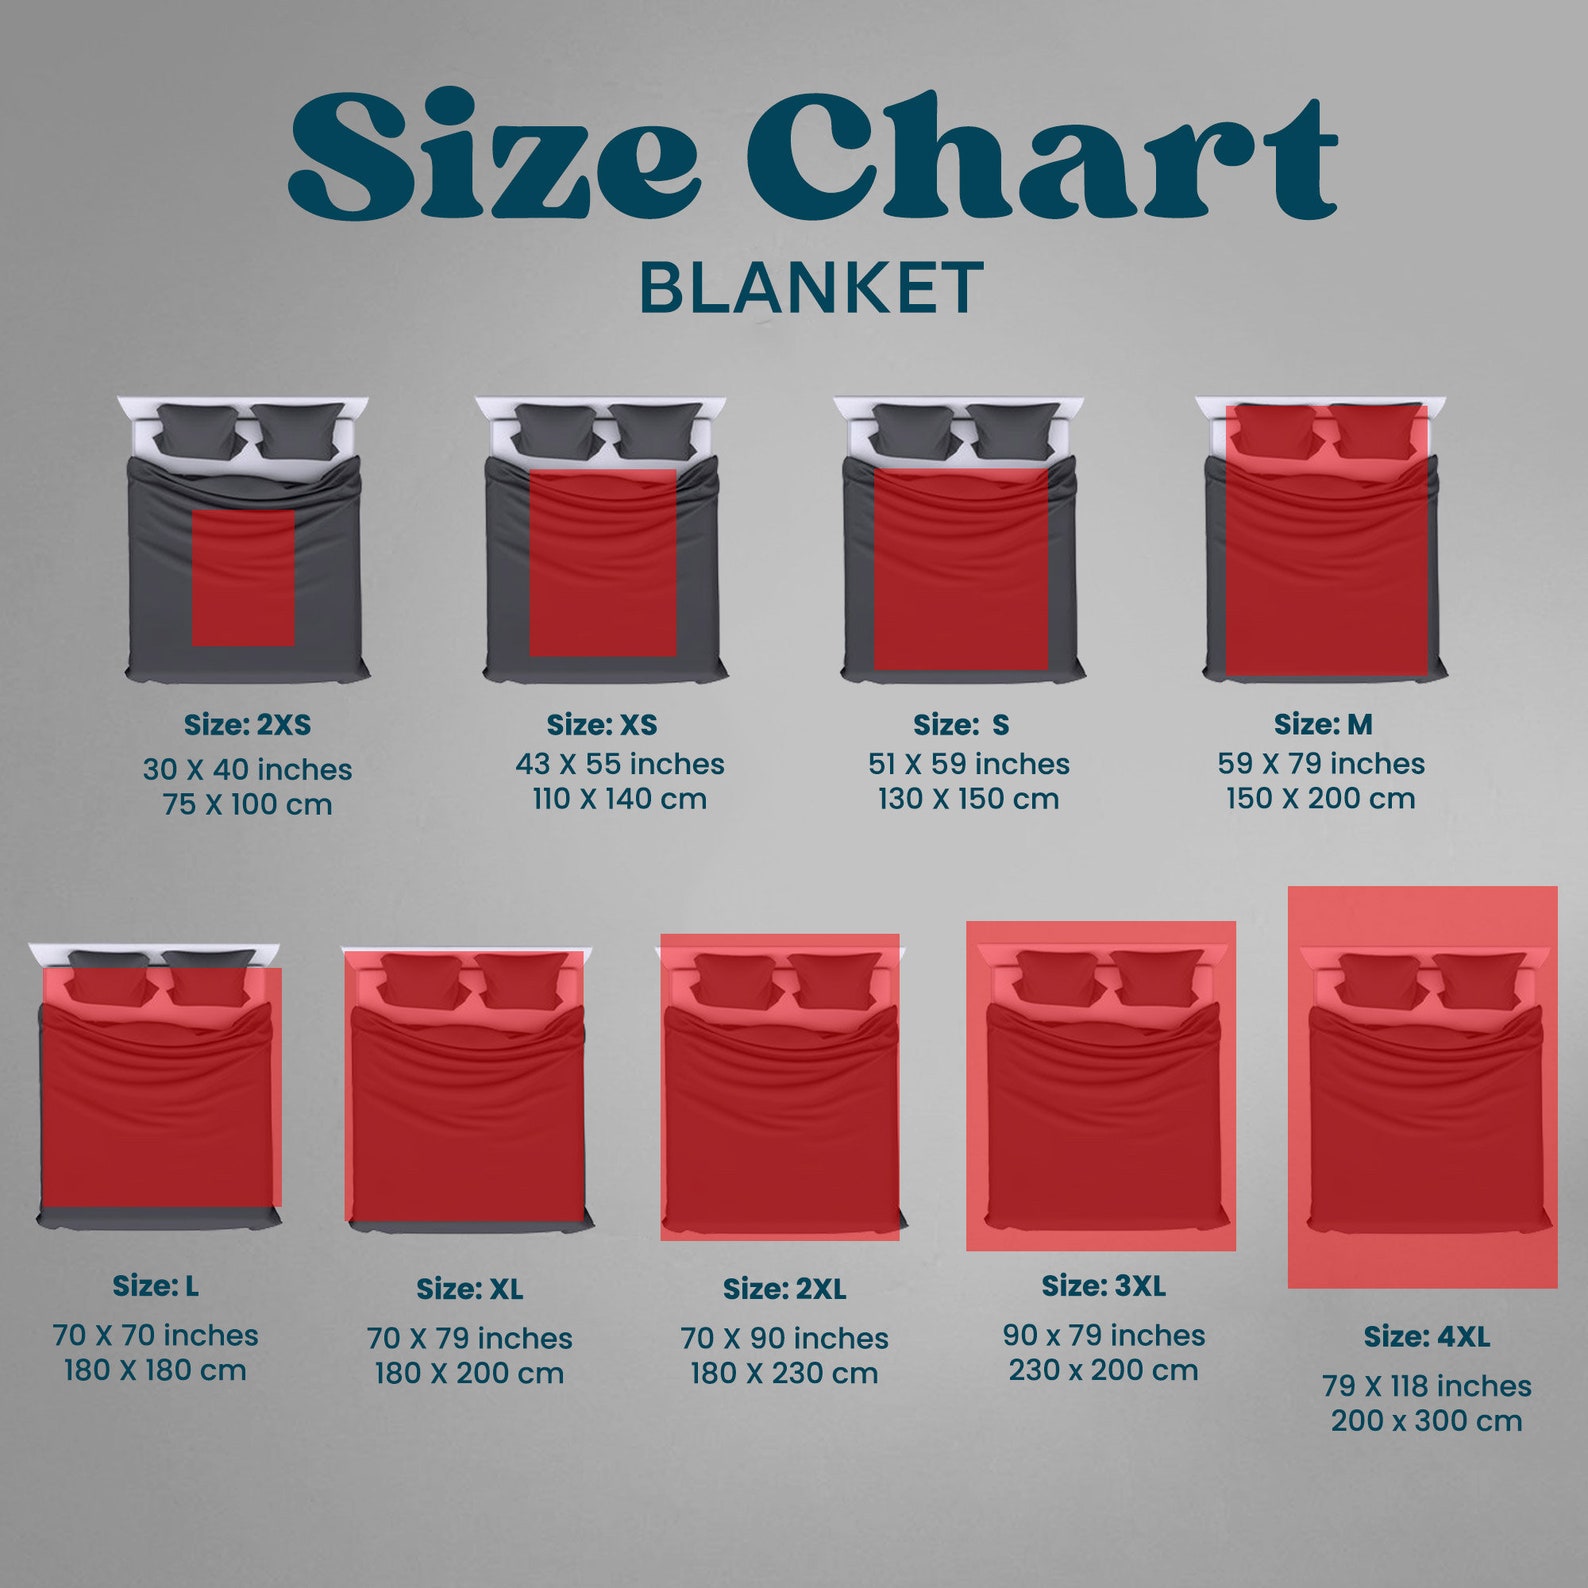 Size Chart
BLANKET
Size: 2XS
30 X 40 inches
75 X 100 cm
Size: XS
43 X 55 inches
110 X 140 cm
Size: S
51 X 59 inches
130 X 150 cm
Size: M
59 X 79 inches
150 X 200 cm
Size: L
70 X 70 inches
180 X 180 cm
Size: XL
70 X 79 inches
180 X 200 cm
Size: 2XL
70 X 90 inches
180 X 230 cm
Size: 3XL
90 x 79 inches
230 x 200 cm
Size: 4XL
79 X 118 inches
200 x 300 cm